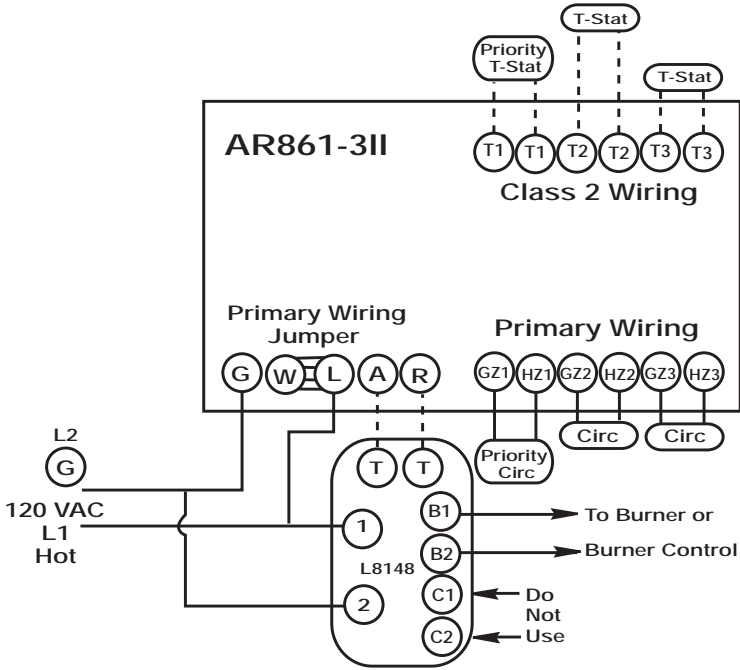 T-Stat
Priority
T-Stat
T-Stat
AR861-3II
T1 T1 T2 T2 T3 T3
Class 2 Wiring
Primary Wiring
Jumper
Primary Wiring
G W L A R
GZ1 HZ1 GZ2 HZ2 GZ3 HZ3
L2
G
Circ
Circ
Priority
Circ
T T
120 VAC
L1
Hot
1
B1
To Burner or
B2
Burner Control
L8148
2
C1
C2
Do
Not
Use